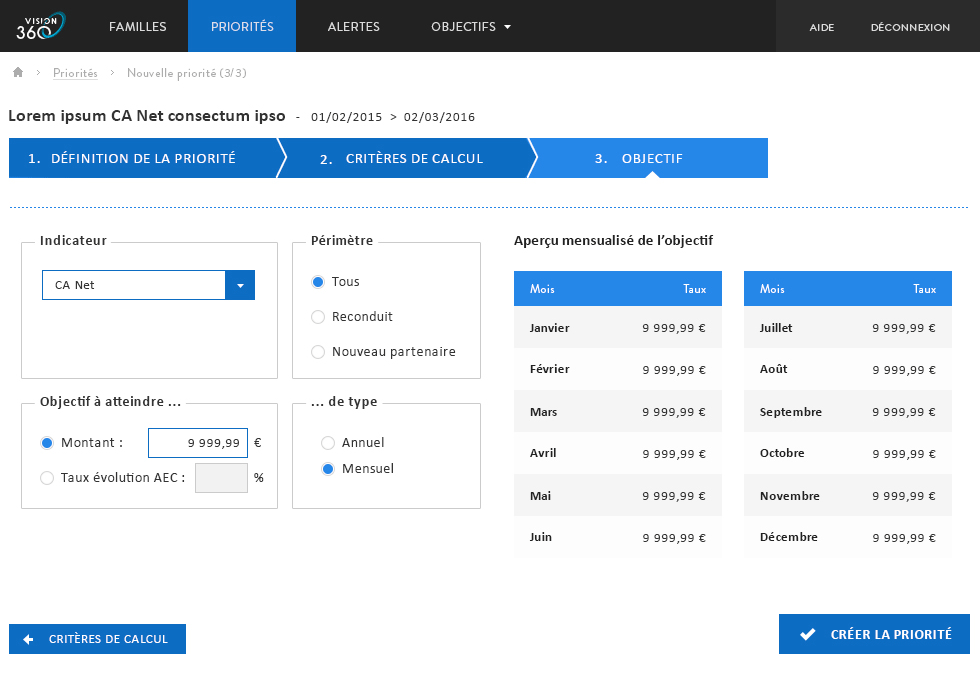 VISION 360° FAMILLES PRIORITÉS ALERTES OBJECTIFS AIDE DÉCONNEXION
Priorités Nouvelle priorité (3/3)
Lorem ipsum CA Net consectum ipso - 01/02/2015 > 02/03/2016
1. DÉFINITION DE LA PRIORITÉ 2. CRITÈRES DE CALCUL 3. OBJECTIF
Indicateur
CA Net
Périmètre
Tous
Reconduit
Nouveau partenaire
Objectif à atteindre ...
Montant : 9 999,99 €
Taux évolution AEC : %
... de type
Annuel
Mensuel
Aperçu mensualisé de l'objectif
Mois Taux
Janvier 9 999,99 €
Février 9 999,99 €
Mars 9 999,99 €
Avril 9 999,99 €
Mai 9 999,99 €
Juin 9 999,99 €
Mois Taux
Juillet 9 999,99 €
Août 9 999,99 €
Septembre 9 999,99 €
Octobre 9 999,99 €
Novembre 9 999,99 €
Décembre 9 999,99 €
CRITÈRES DE CALCUL
CRÉER LA PRIORITÉ